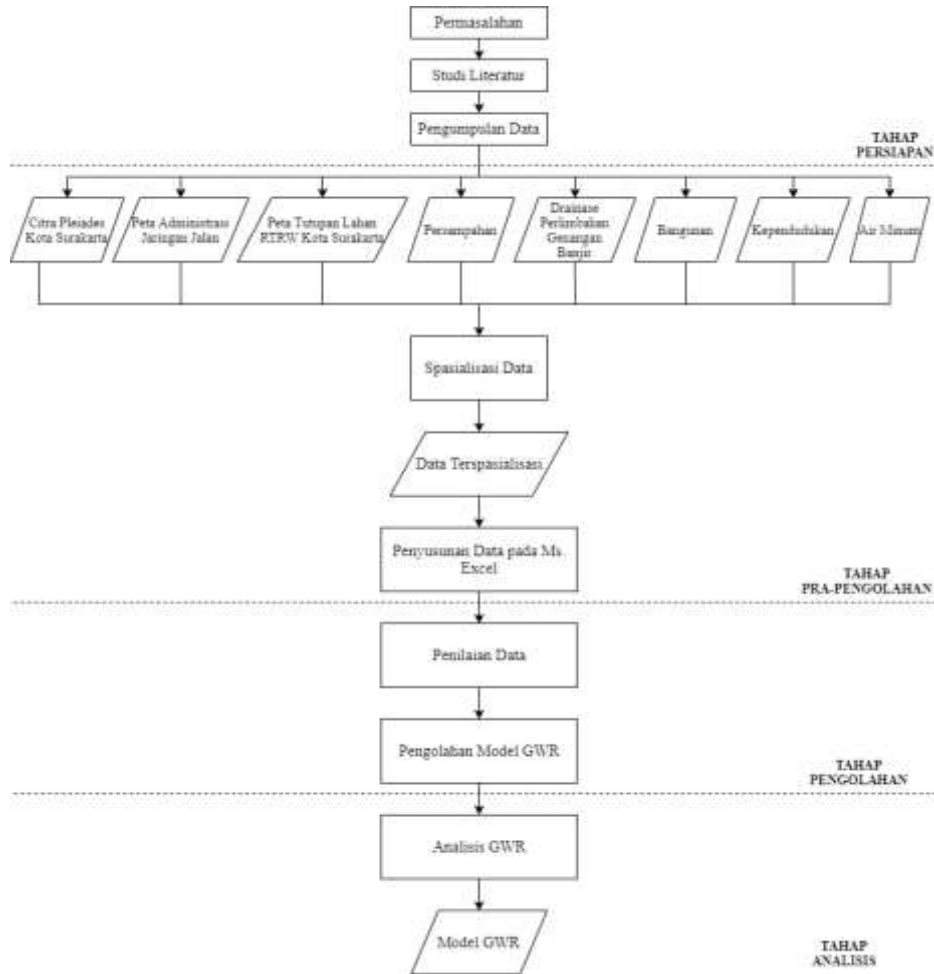 Permasalahan
Studi Literatur
Pengumpulan Data
TAHAP
PERSIAPAN
Citra Pleiades
Kota Surakarta
Peta Administrasi
Jaringan Jalan
Peta Tutupan Lahan
RTRW Kota Surakarta
Persampahan
Drainase
Perlimbahan
Genangan
Banjir
Bangunan
Kependudukan
Air Minum
Spasialisasi Data
Data Terspasialisasi
Penyusunan Data pada Ms.
Excel
TAHAP
PRA-PENGOLAHAN
Penilaian Data
Pengolahan Model GWR
TAHAP
PENGOLAHAN
Analisis GWR
Model GWR
TAHAP
ANALISIS